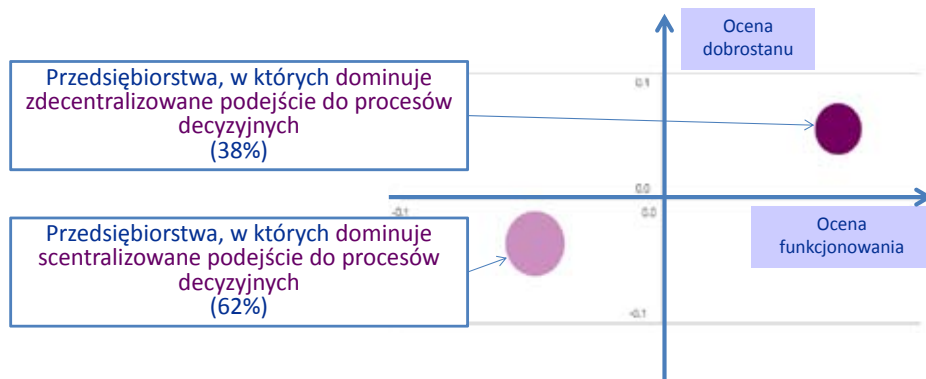 Ocena
dobrostanu
Przedsiębiorstwa, w których dominuje
zdecentralizowane podejście do procesów
decyzyjnych
(38%)
0.1
0.0
-0.1
0.0
Ocena
funkcjonowania
Przedsiębiorstwa, w których dominuje
scentralizowane podejście do procesów
decyzyjnych
(62%)
-0.1